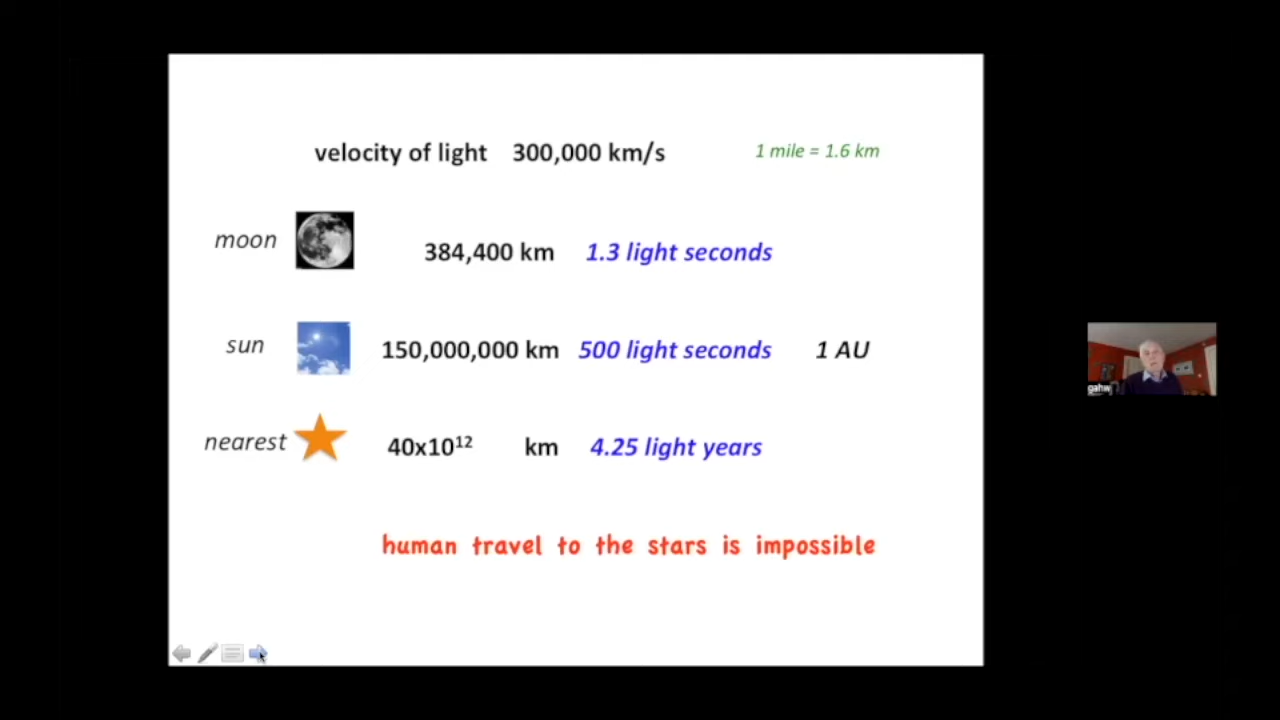 velocity of light 300,000 km/s 1 mile = 1.6 km
moon 384,400 km 1.3 light seconds
sun 150,000,000 km 500 light seconds 1 AU
nearest 40x10¹² km 4.25 light years
human travel to the stars is impossible
gahw